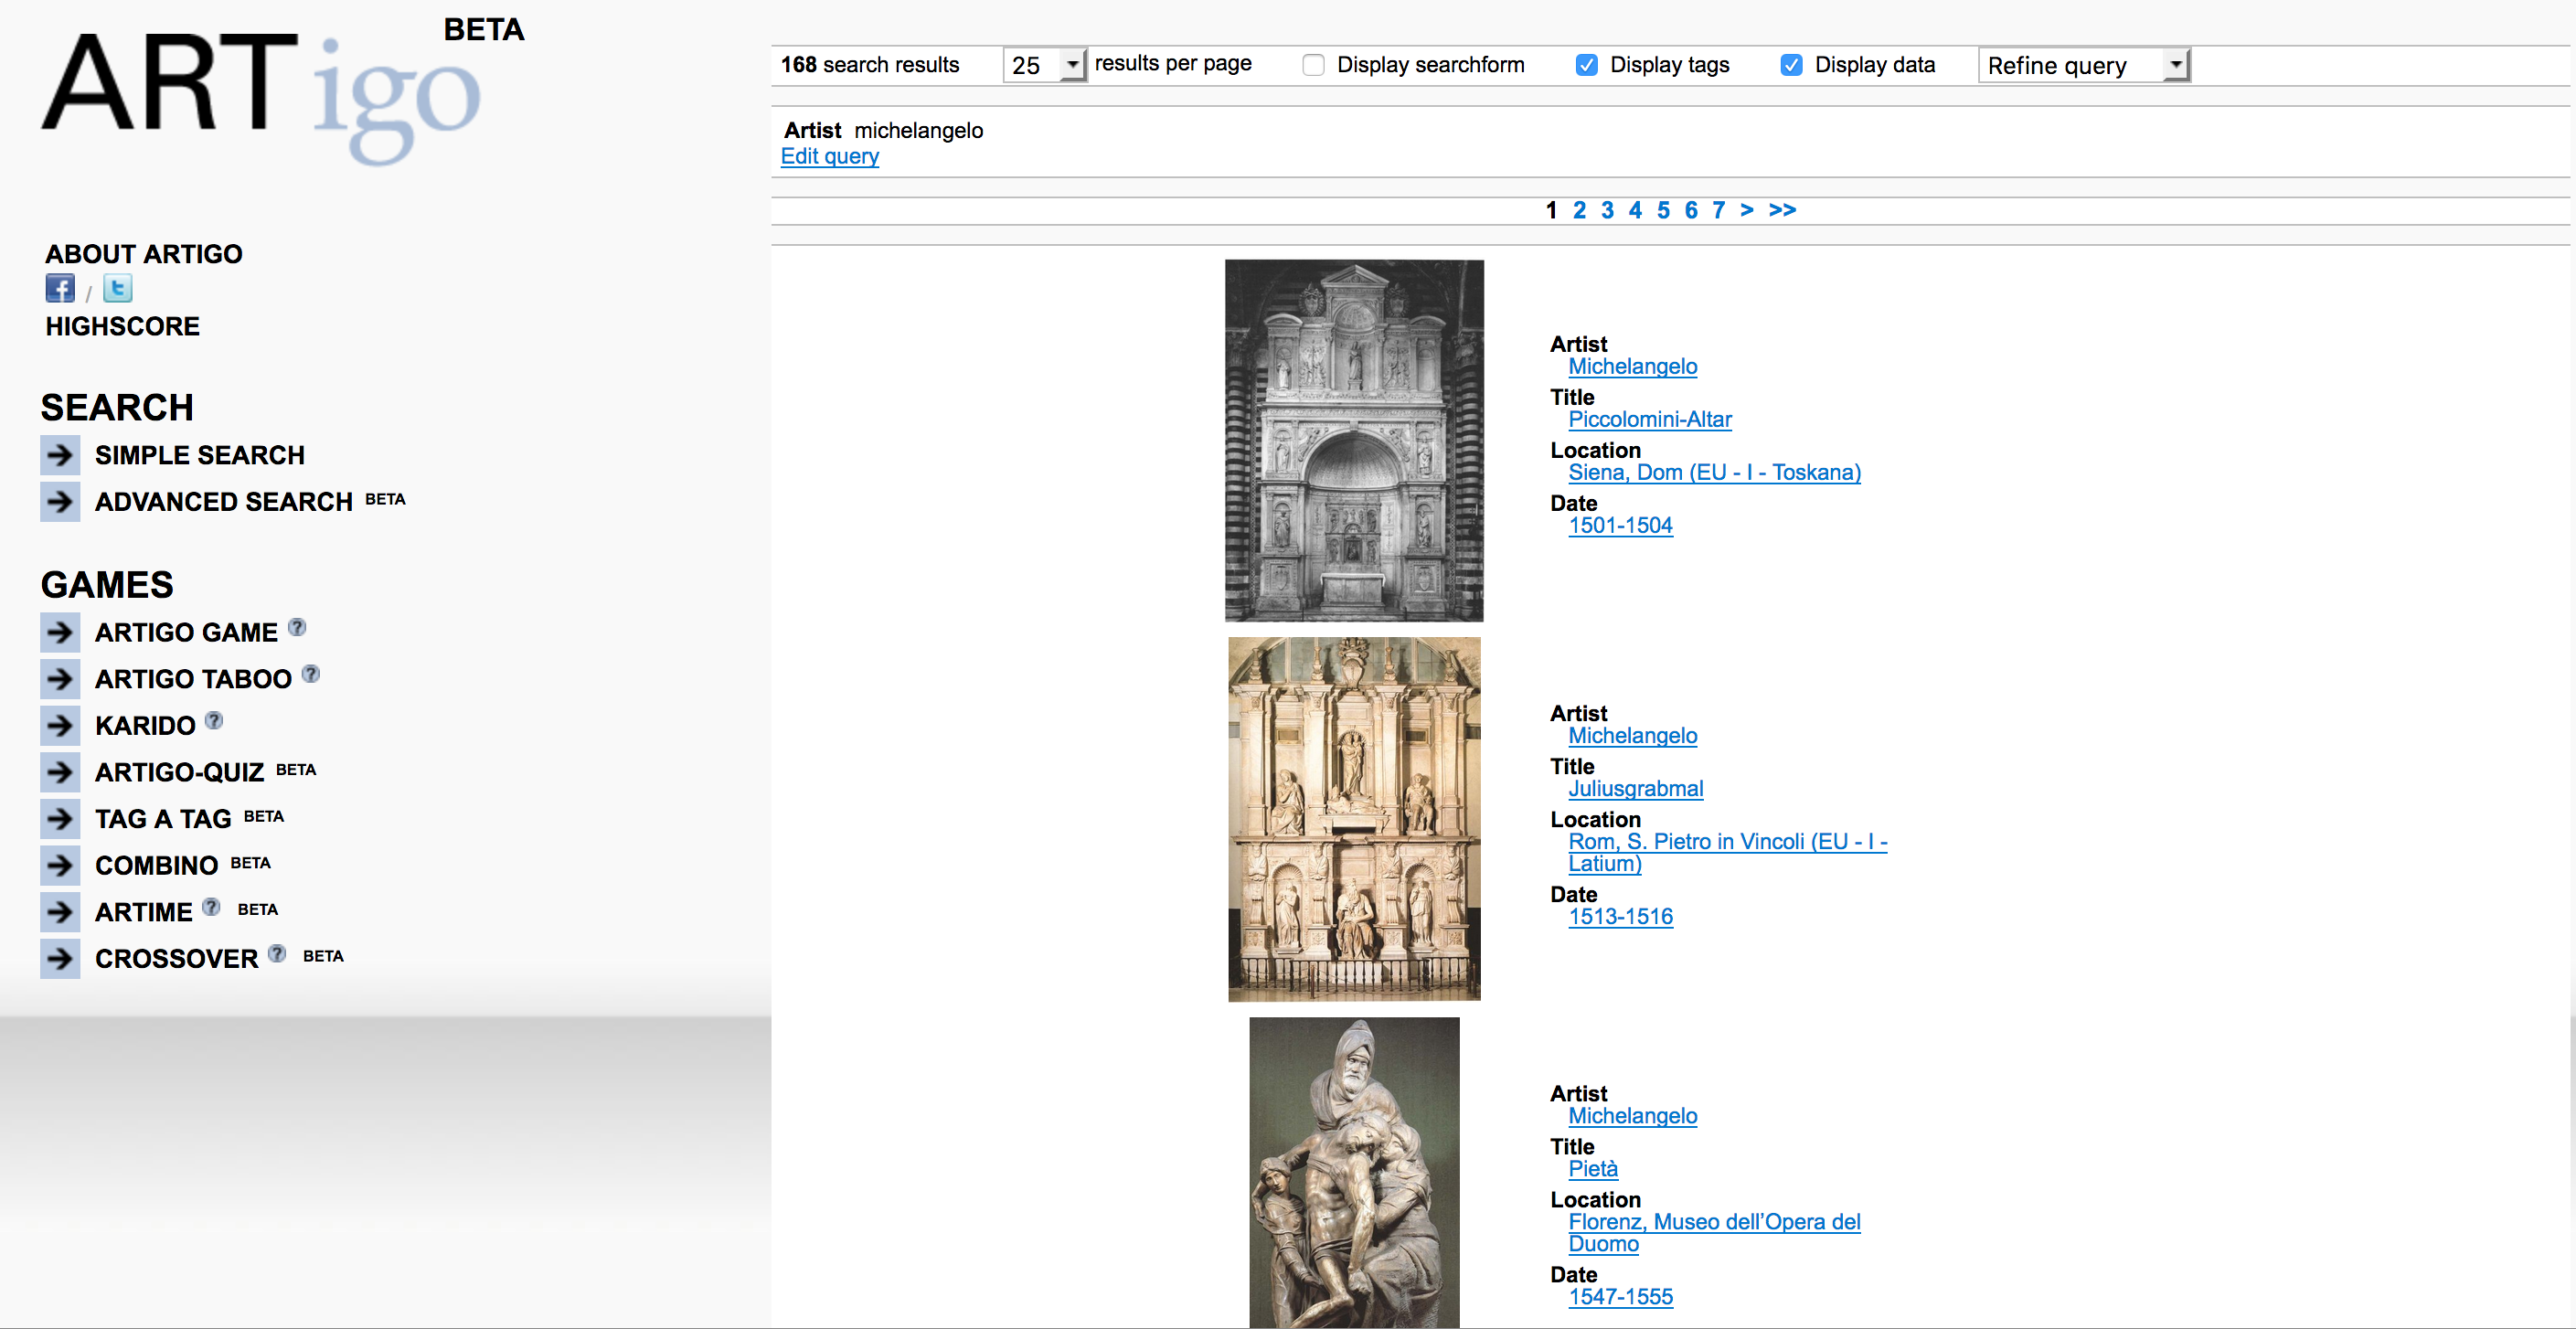 ARTigo BETA
ABOUT ARTIGO
f / t
HIGHSCORE
SEARCH
SIMPLE SEARCH
ADVANCED SEARCH BETA
GAMES
ARTIGO GAME ?
ARTIGO TABOO ?
KARIDO ?
ARTIGO-QUIZ BETA
TAG A TAG BETA
COMBINO BETA
ARTIME ? BETA
CROSSOVER ? BETA
168 search results 25 results per page Display searchform Display tags Display data Refine query
Artist michelangelo
Edit query
1 2 3 4 5 6 7 > >>
Artist
Michelangelo
Title
Piccolomini-Altar
Location
Siena, Dom (EU - I - Toskana)
Date
1501-1504
Artist
Michelangelo
Title
Juliusgrabmal
Location
Rom, S. Pietro in Vincoli (EU - I -
Latium)
Date
1513-1516
Artist
Michelangelo
Title
Pietà
Location
Florenz, Museo dell'Opera del
Duomo
Date
1547-1555